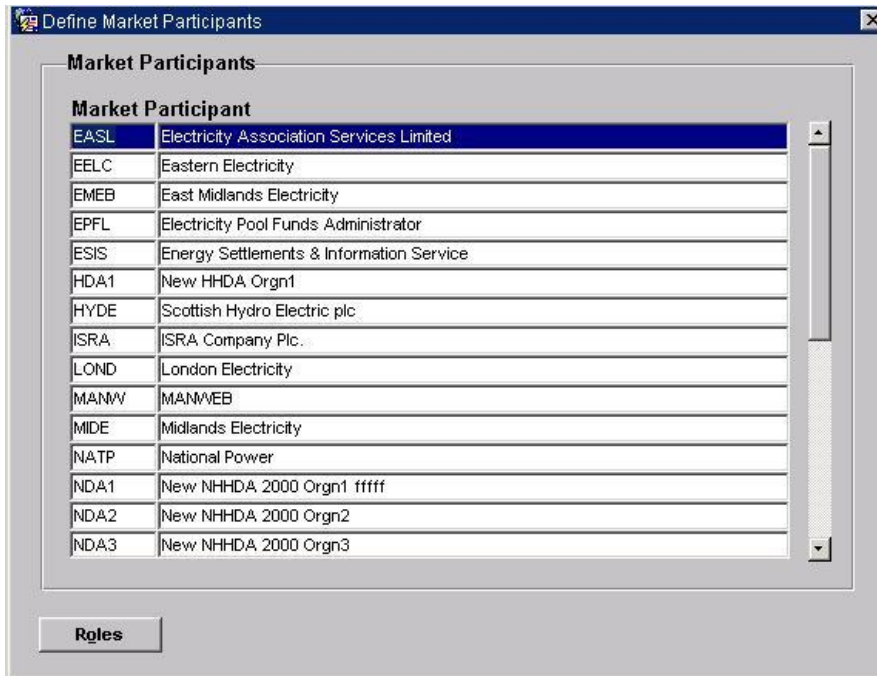 Define Market Participants
Market Participants
Market Participant
EASL Electricity Association Services Limited
EELC Eastern Electricity
EMEB East Midlands Electricity
EPFL Electricity Pool Funds Administrator
ESIS Energy Settlements & Information Service
HDA1 New HHDA Orgn1
HYDE Scottish Hydro Electric plc
ISRA ISRA Company Plc.
LOND London Electricity
MANW MANWEB
MIDE Midlands Electricity
NATP National Power
NDA1 New NHHDA 2000 Orgn1 fffff
NDA2 New NHHDA 2000 Orgn2
NDA3 New NHHDA 2000 Orgn3
Roles